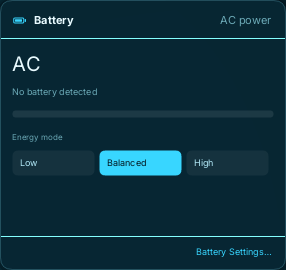 Battery AC power
AC
No battery detected
Energy mode
Low Balanced High
Battery Settings...